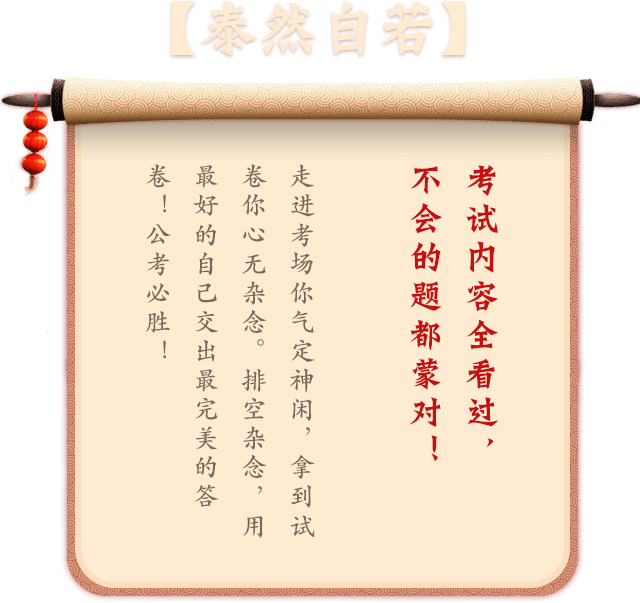 【泰然自若】
考试内容全看过，
不会的题都蒙对！
走进考场你气定神闲，拿到试
卷你心无杂念。排空杂念，用
最好的自己交出最完美的答
卷！公考必胜！